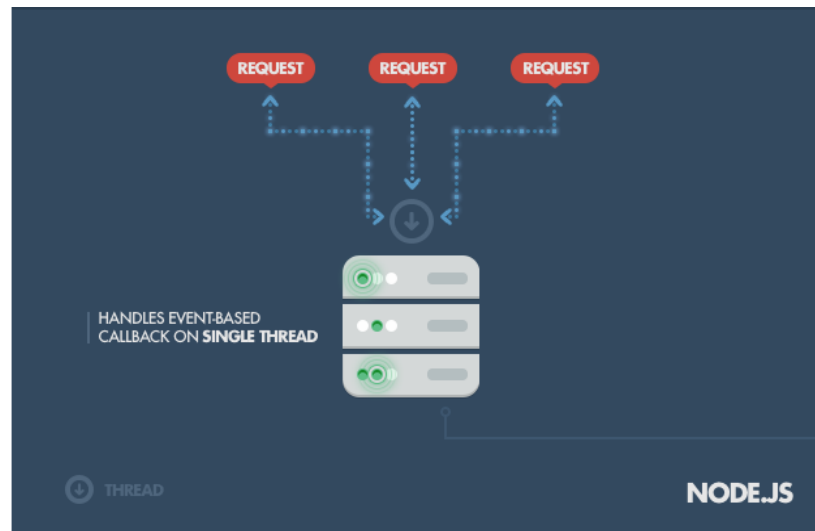 REQUEST REQUEST REQUEST
HANDLES EVENT-BASED
CALLBACK ON SINGLE THREAD
THREAD
NODE.JS